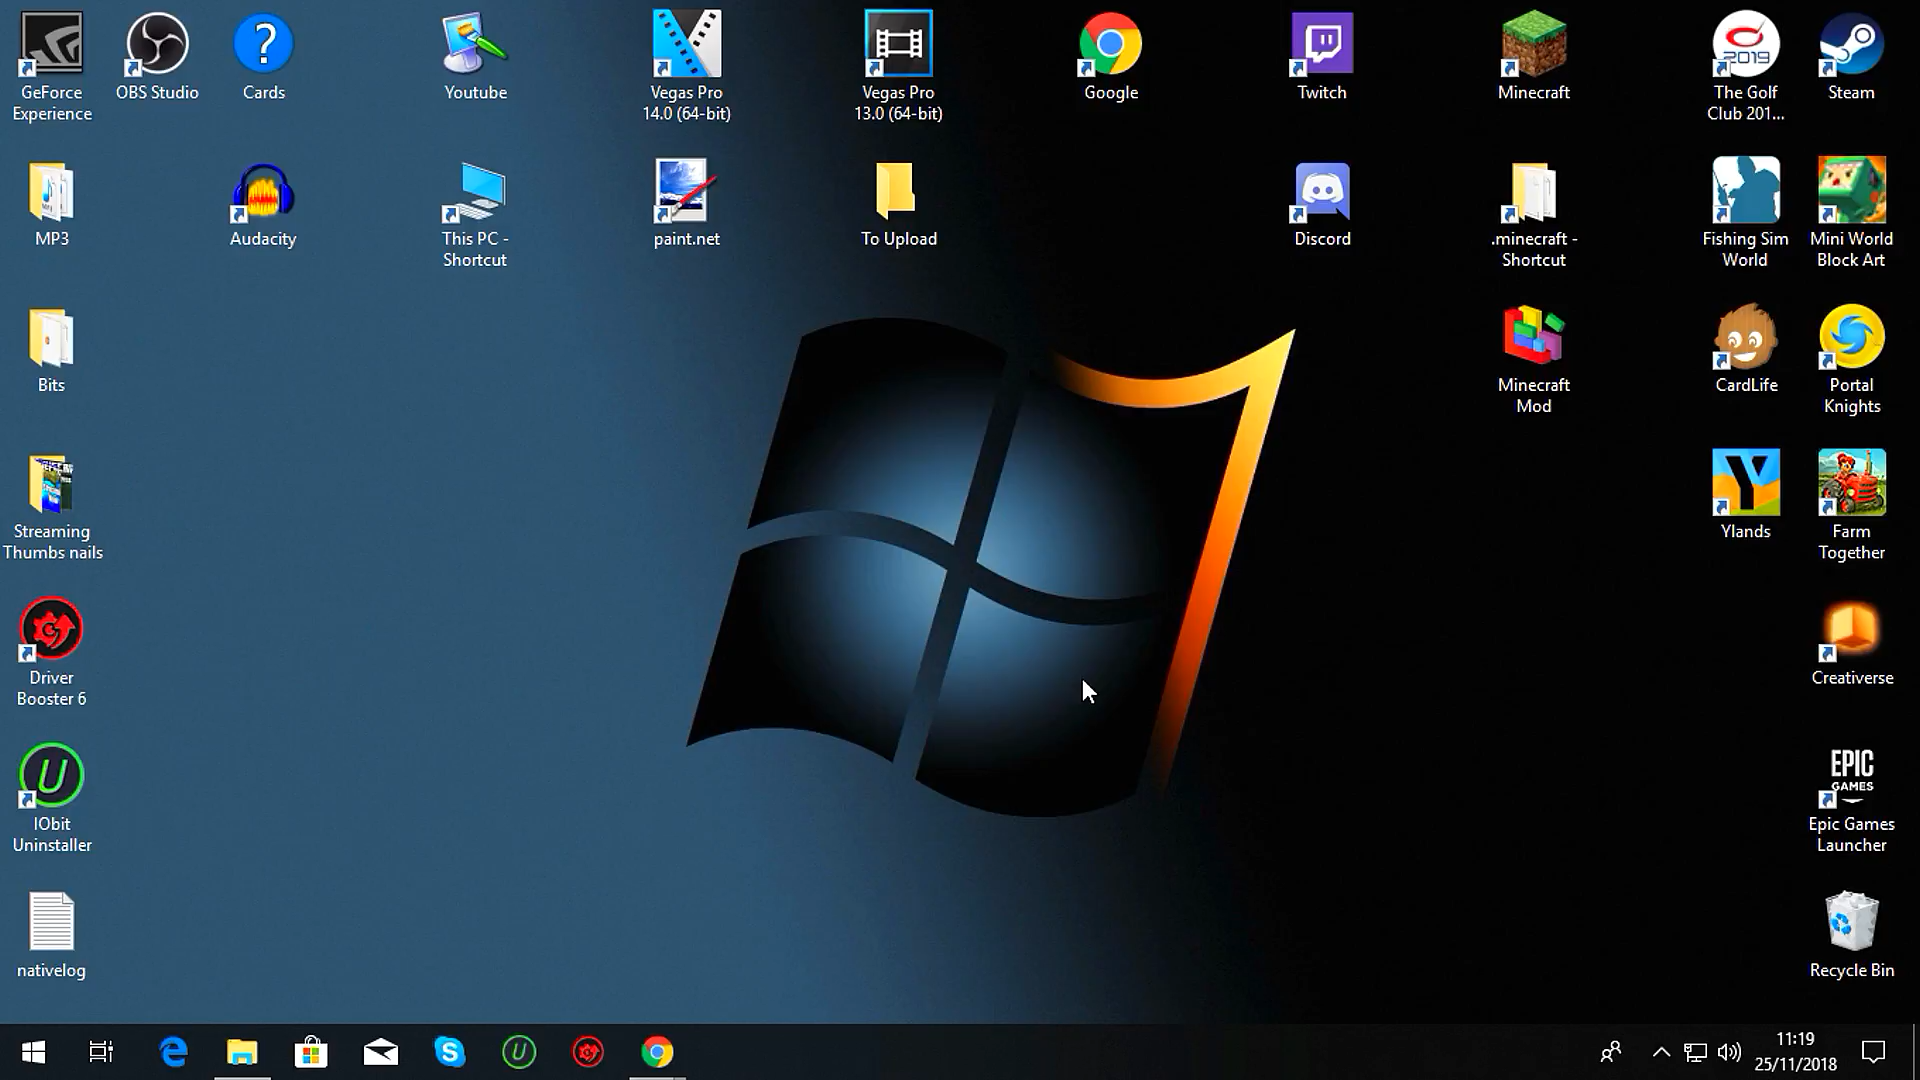 GeForce
Experience
OBS Studio
Cards
Youtube
Vegas Pro
14.0 (64-bit)
Vegas Pro
13.0 (64-bit)
Google
Twitch
Minecraft
2019
The Golf
Club 201...
Steam
MP3
Audacity
This PC -
Shortcut
paint.net
To Upload
Discord
.minecraft -
Shortcut
Fishing Sim
World
Mini World
Block Art
Bits
Minecraft
Mod
CardLife
Portal
Knights
Streaming
Thumbs nails
Y
Ylands
Farm
Together
Driver
Booster 6
Creativerse
U
IObit
Uninstaller
EPIC
GAMES
Epic Games
Launcher
nativelog
Recycle Bin
11:19
25/11/2018